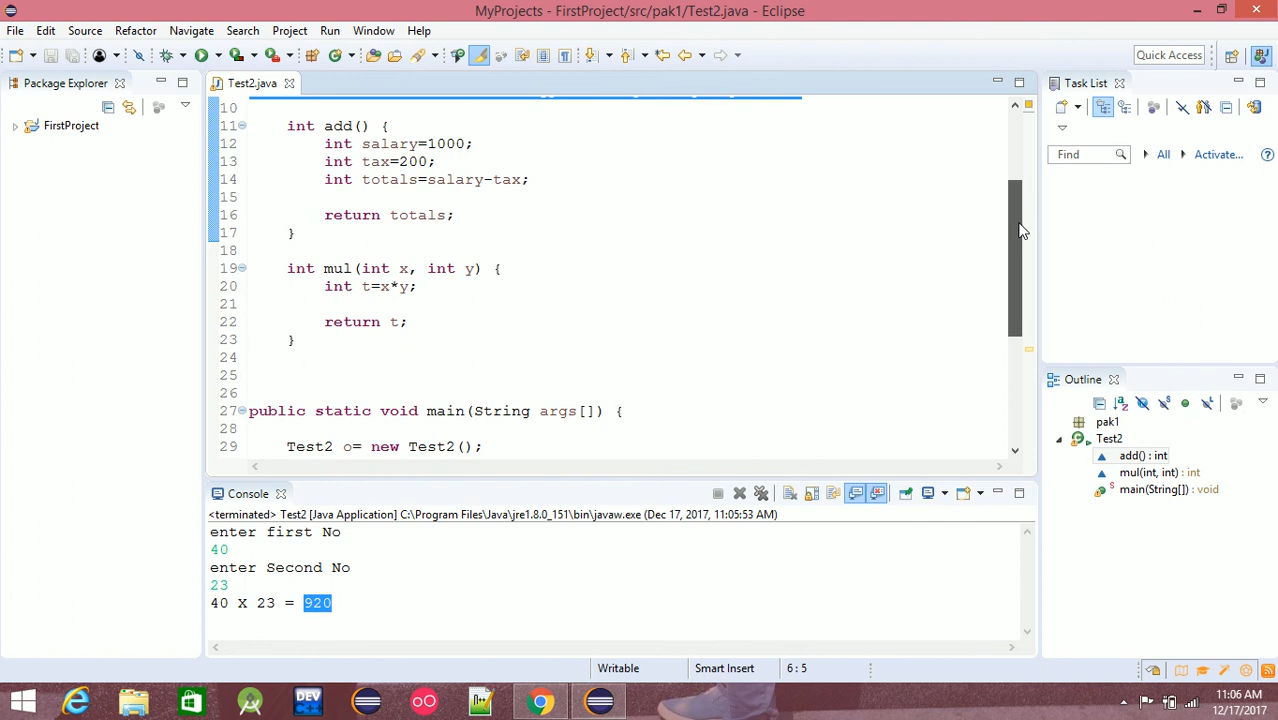 MyProjects - FirstProject/src/pak1/Test2.java - Eclipse
File Edit Source Refactor Navigate Search Project Run Window Help
Quick Access
Package Explorer
FirstProject
Test2.java
10
11 int add() {
12 int salary=1000;
13 int tax=200;
14 int totals=salary-tax;
15
16 return totals;
17 }
18
19 int mul(int x, int y) {
20 int t=x*y;
21
22 return t;
23 }
24
25
26
27 public static void main(String args[]) {
28
29 Test2 o= new Test2();
Task List
Find All Activate...
Outline
pak1
Test2
add() : int
mul(int, int) : int
main(String[]) : void
Console
<terminated> Test2 [Java Application] C:\Program Files\Java\jre1.8.0_151\bin\javaw.exe (Dec 17, 2017, 11:05:53 AM)
enter first No
40
enter Second No
23
40 X 23 = 920
Writable Smart Insert 6 : 5
DEV
11:06 AM
12/17/2017